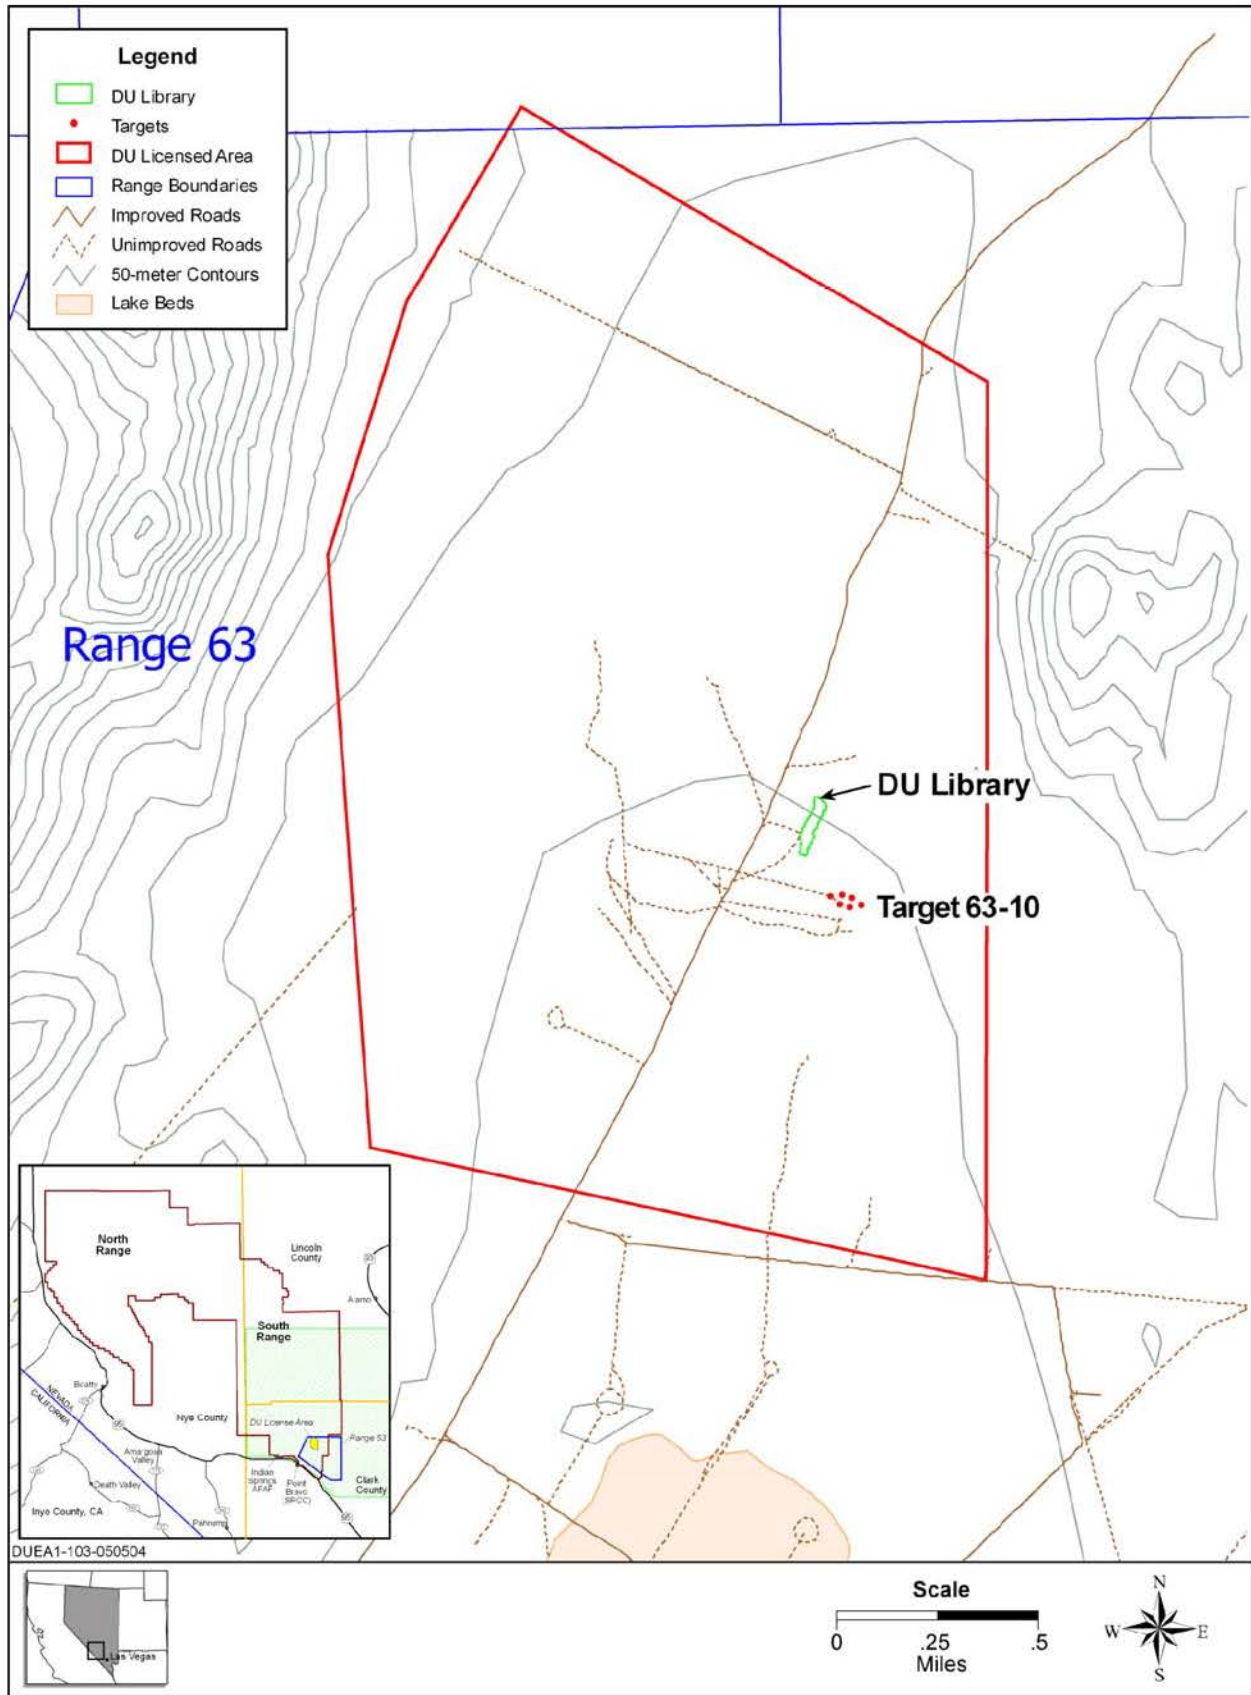 Legend
DU Library
Targets
DU Licensed Area
Range Boundaries
Improved Roads
Unimproved Roads
50-meter Contours
Lake Beds
Range 63
DU Library
Target 63-10
North
Range
Lincoln
County
Alamo
South
Range
Beatty
NEVADA
CALIFORNIA
Nye County
DU License Area
Amargosa
Valley
Death Valley
Indian
Springs
AFAF
Point
Bravo
Clark
County
Inyo County, CA
Pahrump
95
DUEA1-103-050504
Las Vegas
Scale
0 .25 .5
Miles
N
W E
S